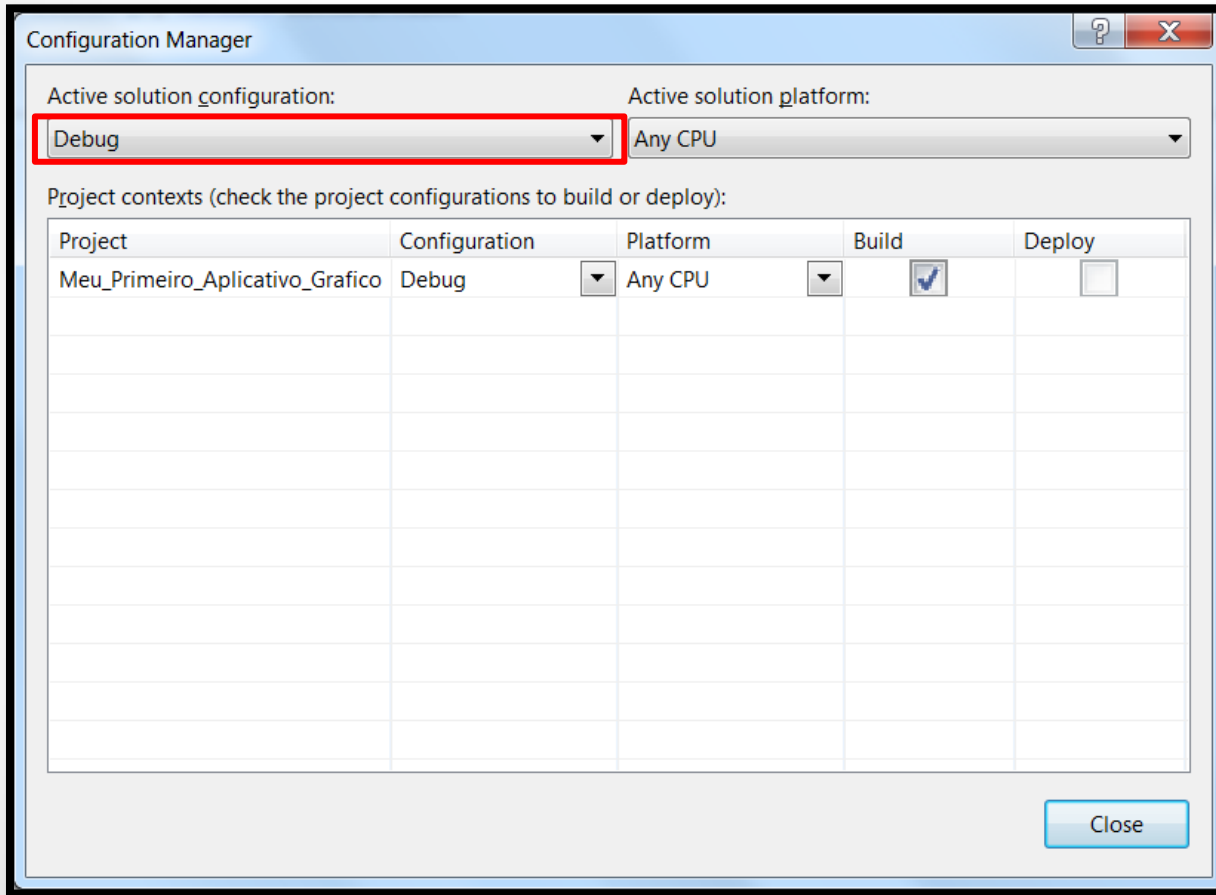 Configuration Manager
Active solution configuration: Active solution platform:
Debug Any CPU
Project contexts (check the project configurations to build or deploy):
Project Configuration Platform Build Deploy
Meu_Primeiro_Aplicativo_Grafico Debug Any CPU
Close